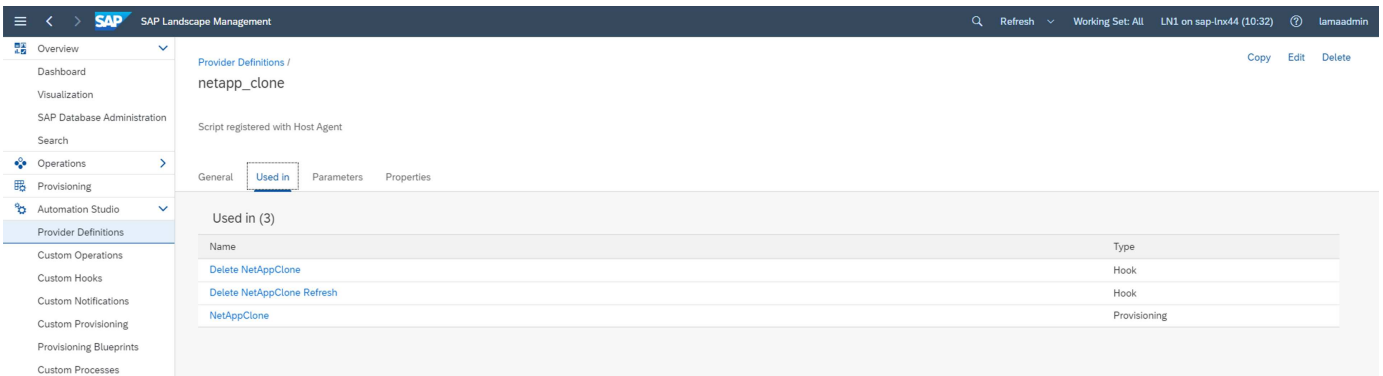 SAP SAP Landscape Management Refresh Working Set: All LN1 on sap-lnx44 (10:32) lamaadmin
Overview
Dashboard
Visualization
SAP Database Administration
Search
Operations
Provisioning
Automation Studio
Provider Definitions
Custom Operations
Custom Hooks
Custom Notifications
Custom Provisioning
Provisioning Blueprints
Custom Processes
Provider Definitions /
Copy Edit Delete
netapp_clone
Script registered with Host Agent
General Used in Parameters Properties
Used in (3)
Name Type
Delete NetAppClone Hook
Delete NetAppClone Refresh Hook
NetAppClone Provisioning